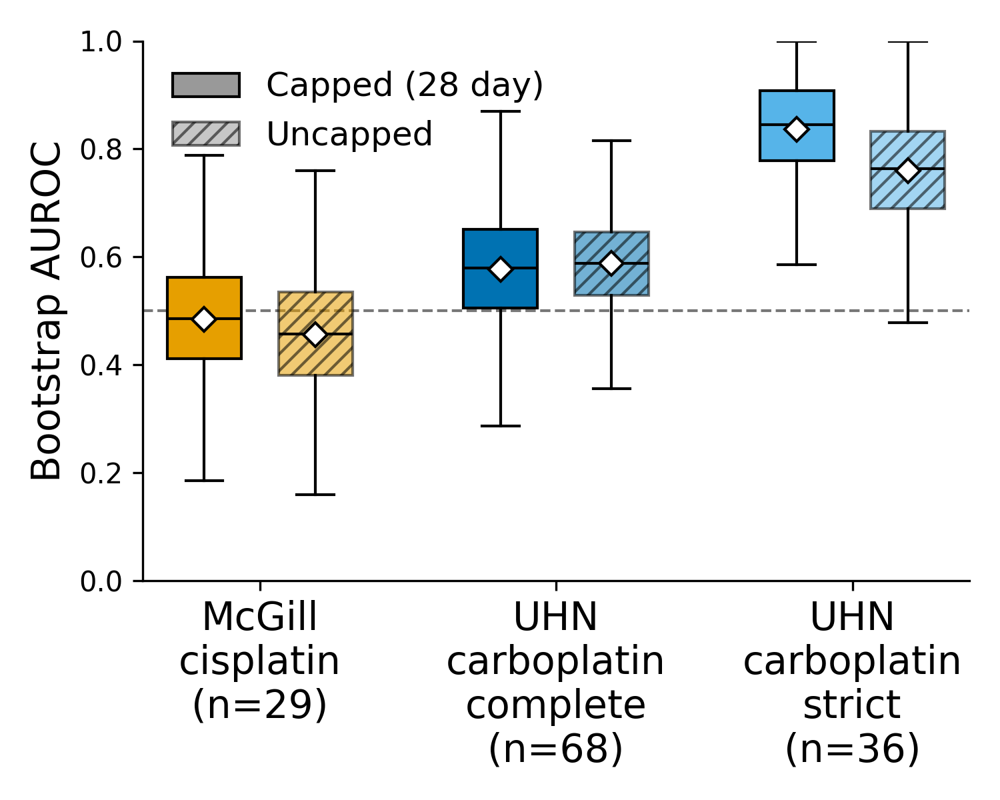 Bootstrap AUROC
1.0
0.8
0.6
0.4
0.2
0.0
Capped (28 day)
Uncapped
McGill
cisplatin
(n=29)
UHN
carboplatin
complete
(n=68)
UHN
carboplatin
strict
(n=36)